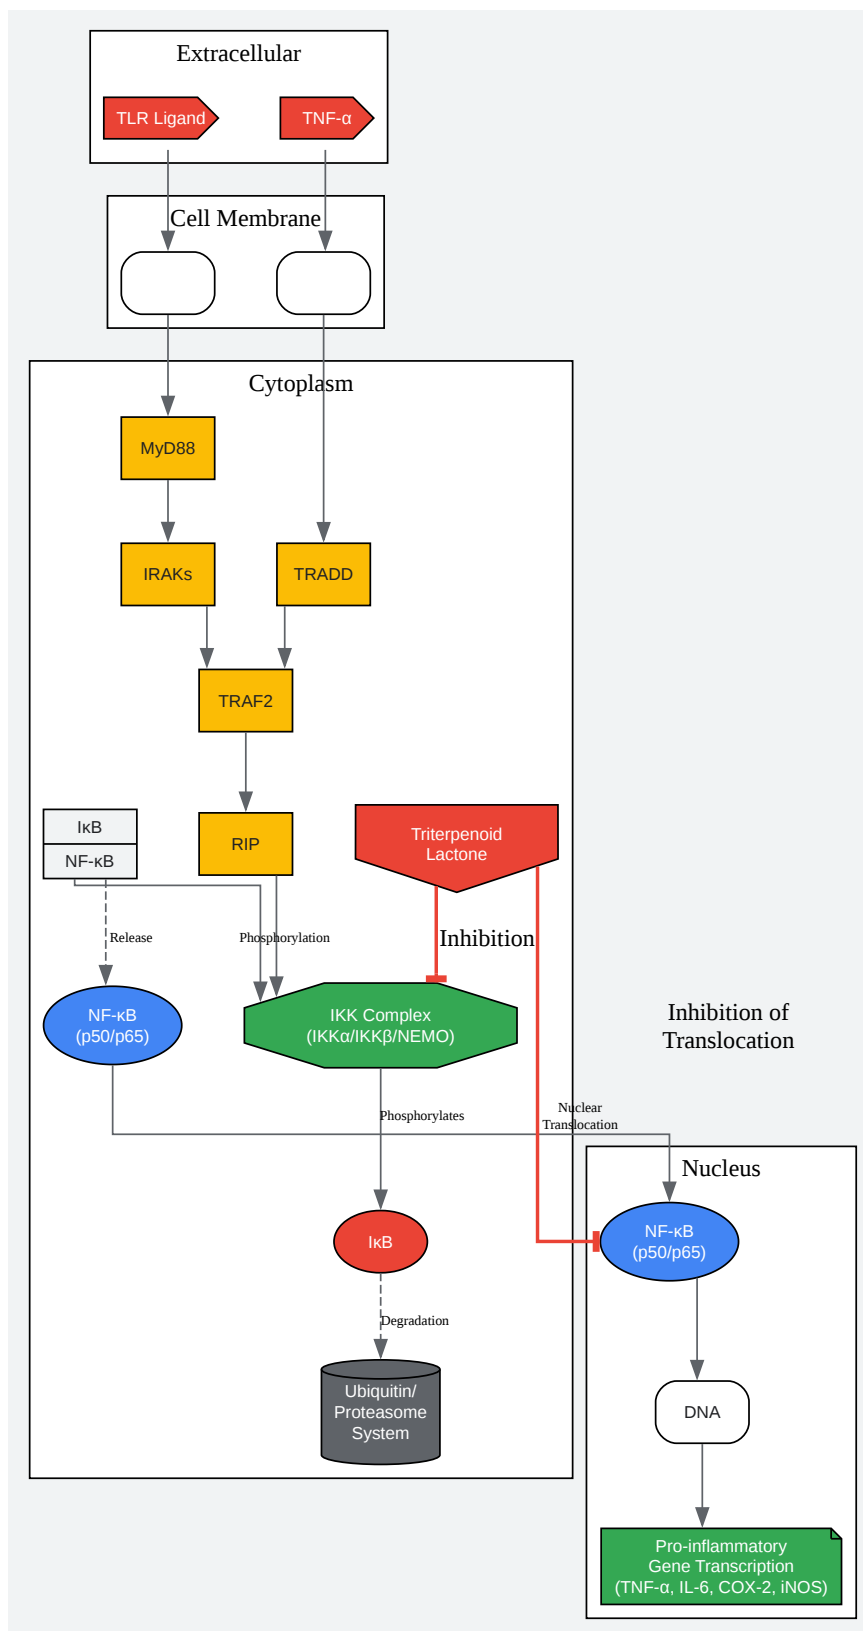 Extracellular
TLR Ligand
TNF-α
Cell Membrane
Cytoplasm
MyD88
IRAKs
TRADD
TRAF2
IκB
NF-κB
RIP
Triterpenoid
Lactone
Release
Phosphorylation
Inhibition
NF-κB
(p50/p65)
IKK Complex
(IKKα/IKKβ/NEMO)
Inhibition of
Translocation
Phosphorylates
Nuclear
Translocation
Nucleus
IκB
NF-κB
(p50/p65)
Degradation
Ubiquitin/
Proteasome
System
DNA
Pro-inflammatory
Gene Transcription
(TNF-α, IL-6, COX-2, iNOS)